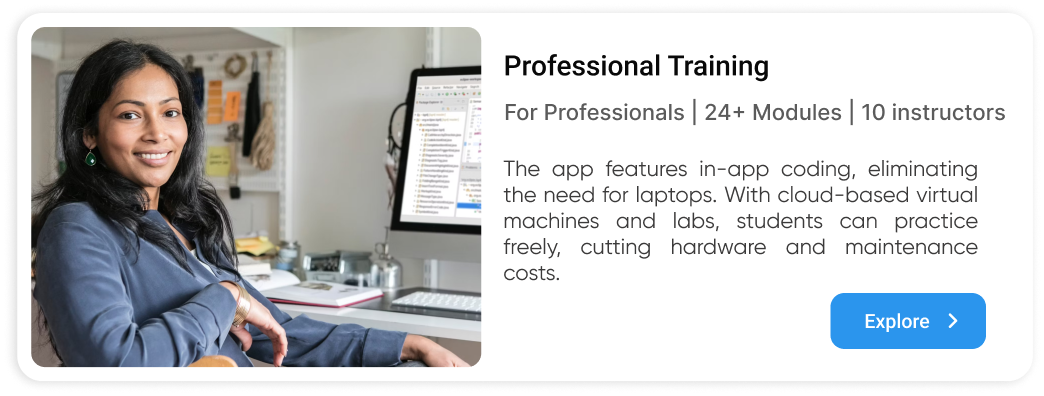 Professional Training
For Professionals | 24+ Modules | 10 instructors
The app features in-app coding, eliminating
the need for laptops. With cloud-based virtual
machines and labs, students can practice
freely, cutting hardware and maintenance
costs.
Explore